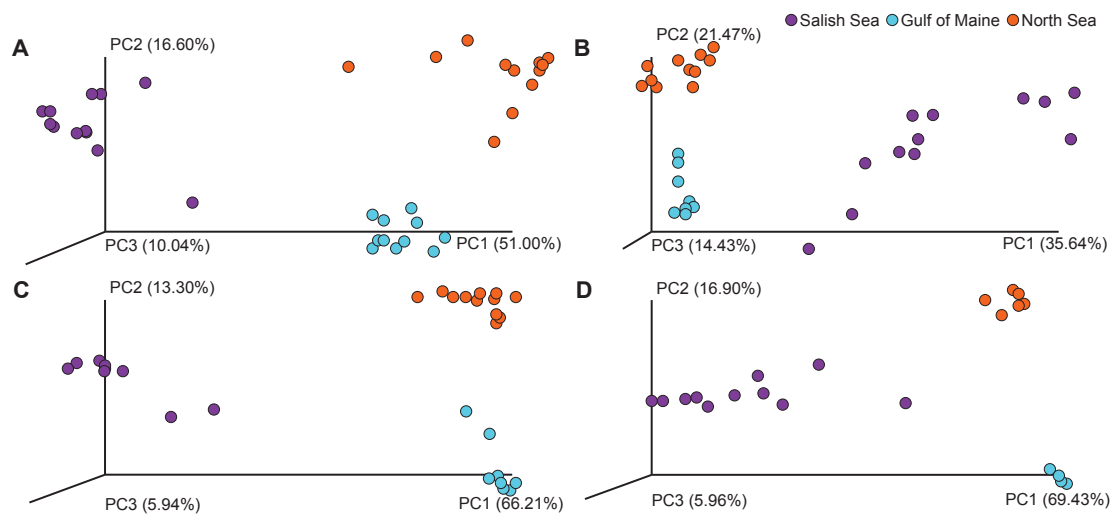 Salish Sea Gulf of Maine North Sea
A
PC2 (16.60%)
PC3 (10.04%)
PC1 (51.00%)
B
PC2 (21.47%)
PC3 (14.43%)
PC1 (35.64%)
C
PC2 (13.30%)
PC3 (5.94%)
PC1 (66.21%)
D
PC2 (16.90%)
PC3 (5.96%)
PC1 (69.43%)